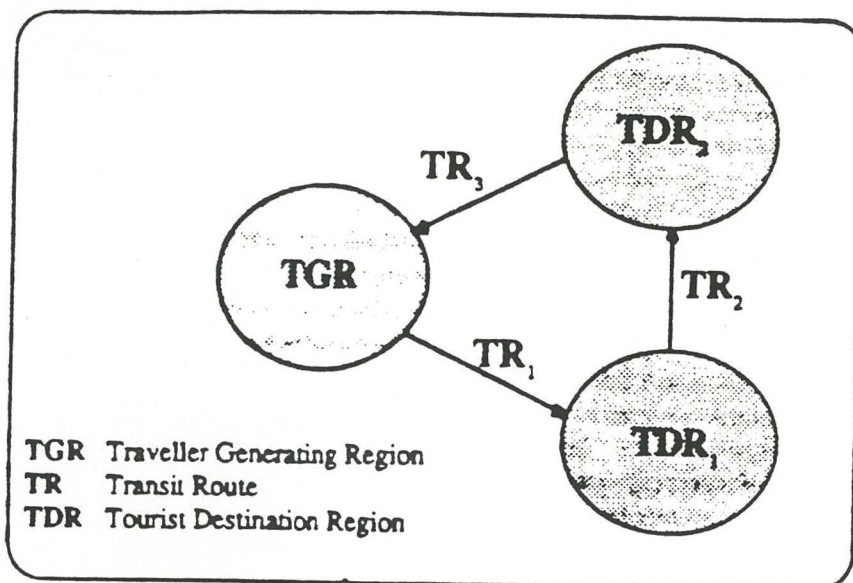 TDR₂
TR₃
TGR
TR₂
TR₁
TDR₁
TGR Traveller Generating Region
TR Transit Route
TDR Tourist Destination Region